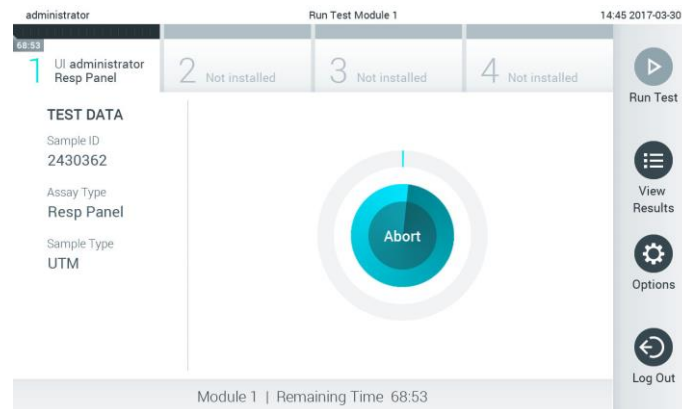 administrator
Run Test Module 1
14:45 2017-03-30
68:53
1 UI administrator
Resp Panel
2 Not installed
3 Not installed
4 Not installed
TEST DATA
Sample ID
2430362
Assay Type
Resp Panel
Sample Type
UTM
Abort
Run Test
View
Results
Options
Log Out
Module 1 | Remaining Time 68:53